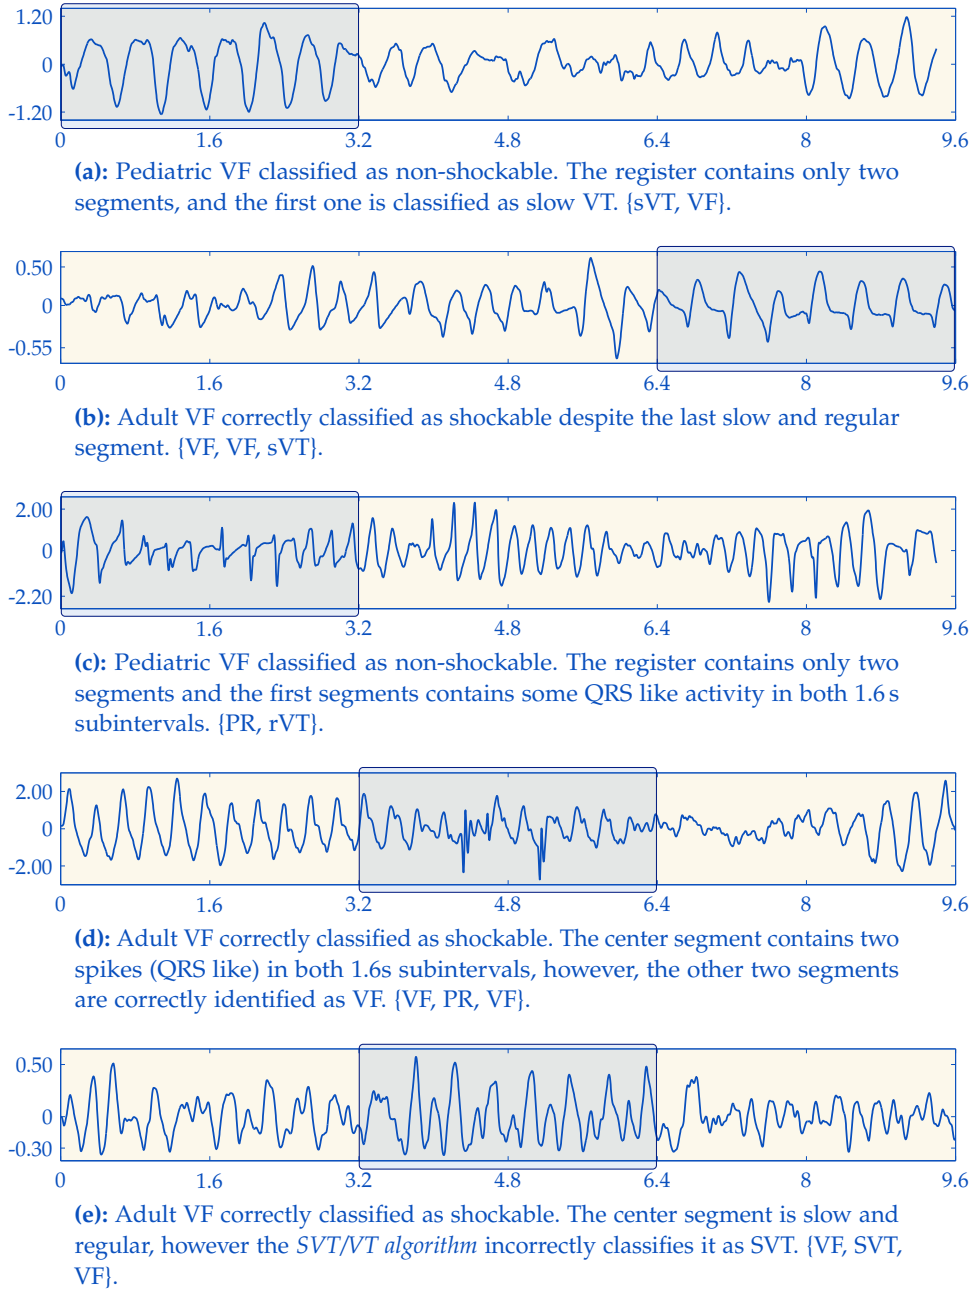 1.20
0
-1.20
0 1.6 3.2 4.8 6.4 8 9.6
(a): Pediatric VF classified as non-shockable. The register contains only two
segments, and the first one is classified as slow VT. {sVT, VF}.
0.50
0
-0.55
0 1.6 3.2 4.8 6.4 8 9.6
(b): Adult VF correctly classified as shockable despite the last slow and regular
segment. {VF, VF, sVT}.
2.00
0
-2.20
0 1.6 3.2 4.8 6.4 8 9.6
(c): Pediatric VF classified as non-shockable. The register contains only two
segments and the first segments contains some QRS like activity in both 1.6 s
subintervals. {PR, rVT}.
2.00
0
-2.00
0 1.6 3.2 4.8 6.4 8 9.6
(d): Adult VF correctly classified as shockable. The center segment contains two
spikes (QRS like) in both 1.6s subintervals, however, the other two segments
are correctly identified as VF. {VF, PR, VF}.
0.50
0
-0.30
0 1.6 3.2 4.8 6.4 8 9.6
(e): Adult VF correctly classified as shockable. The center segment is slow and
regular, however the SVT/VT algorithm incorrectly classifies it as SVT. {VF, SVT,
VF}.